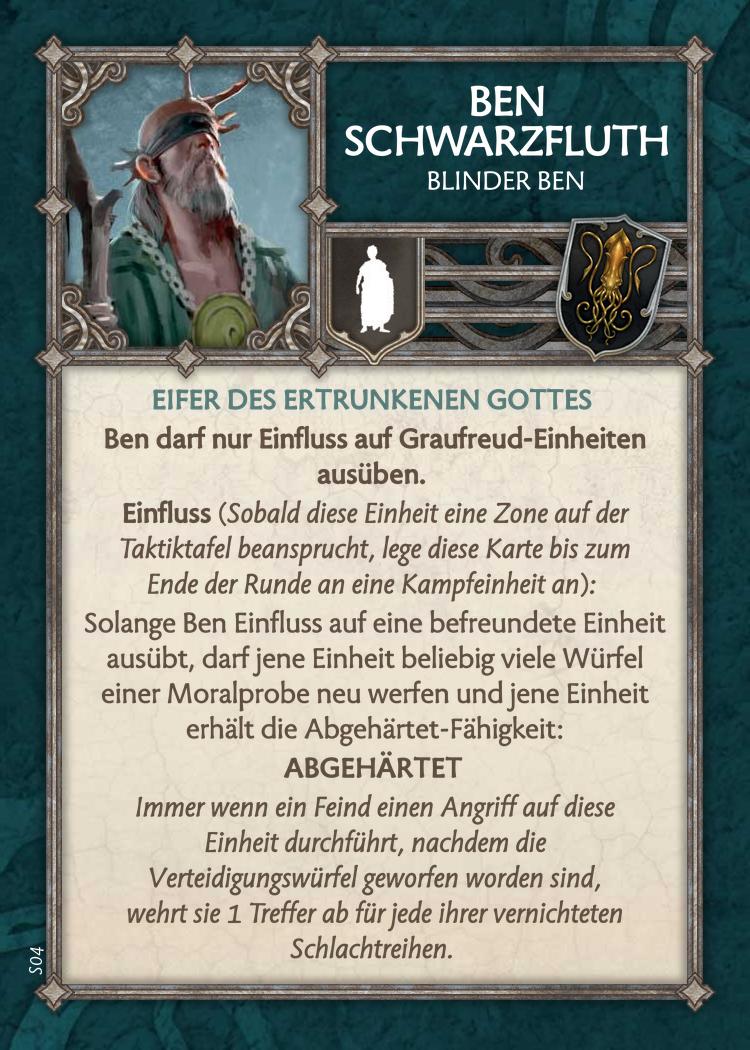 BEN
SCHWARZFLUTH
BLINDER BEN
EIFER DES ERTRUNKENEN GOTTES
Ben darf nur Einfluss auf Graufreud-Einheiten
ausüben.
Einfluss (Sobald diese Einheit eine Zone auf der
Taktiktafel beansprucht, lege diese Karte bis zum
Ende der Runde an eine Kampfeinheit an):
Solange Ben Einfluss auf eine befreundete Einheit
ausübt, darf jene Einheit beliebig viele Würfel
einer Moralprobe neu werfen und jene Einheit
erhält die Abgehärtet-Fähigkeit:
ABGEHÄRTET
Immer wenn ein Feind einen Angriff auf diese
Einheit durchführt, nachdem die
Verteidigungswürfel geworfen worden sind,
wehrt sie 1 Treffer ab für jede ihrer vernichteten
Schlachtreihen.
S04